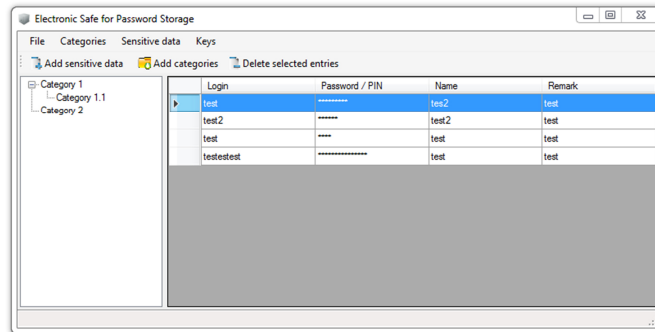 Electronic Safe for Password Storage
File Categories Sensitive data Keys
Add sensitive data Add categories Delete selected entries
Category 1
Category 1.1
Category 2
Login Password / PIN Name Remark
test ********* tes2 test
test2 ****** test2 test
test **** test test
testestest *************** test test